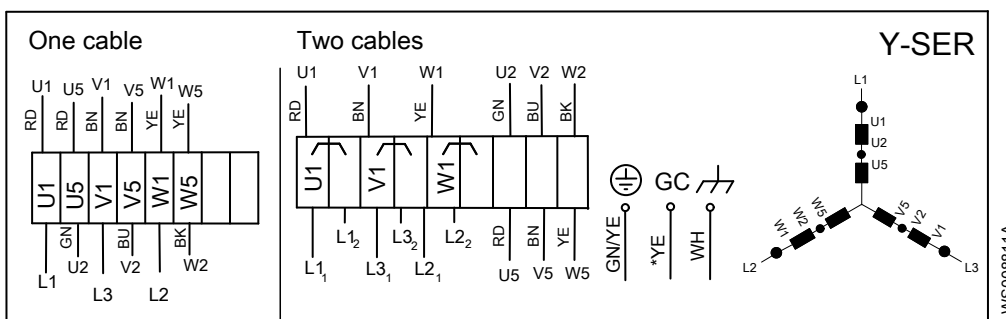 One cable
Two cables
Y-SER
U1 U5 V1 V5 W1 W5
RD RD BN BN YE YE
U1 U5 V1 V5 W1 W5
GN BU BK
L1 U2 L3 V2 L2 W2
U1 V1 W1 U2 V2 W2
RD BN YE GN BU BK
U1 V1 W1
L1₁ L1₂ L3₁ L3₂ L2₁ L2₂
RD BN YE
U5 V5 W5
GC
GN/YE *YE WH
L1
U1
U2
U5
W1 W2 W5
V5 V2 V1
L2
L3